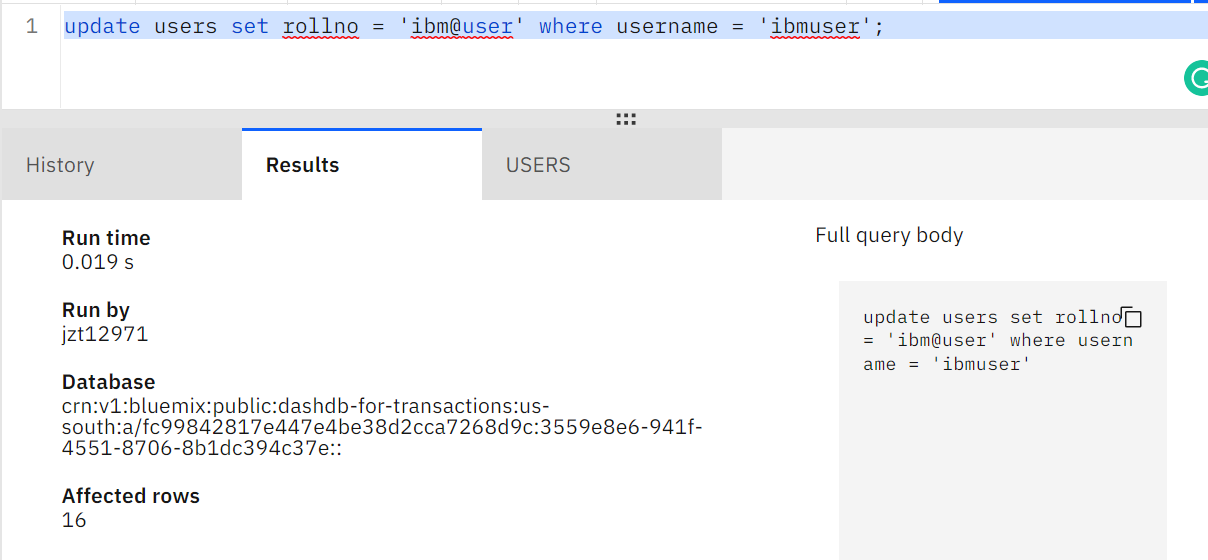 1 update users set rollno = 'ibm@user' where username = 'ibmuser';
History Results USERS
Run time
0.019 s
Run by
jzt12971
Database
crn:v1:bluemix:public:dashdb-for-transactions:us-
south:a/fc99842817e447e4be38d2cca7268d9c:3559e8e6-941f-
4551-8706-8b1dc394c37e::
Affected rows
16
Full query body
update users set rollno
= 'ibm@user' where usern
ame = 'ibmuser'